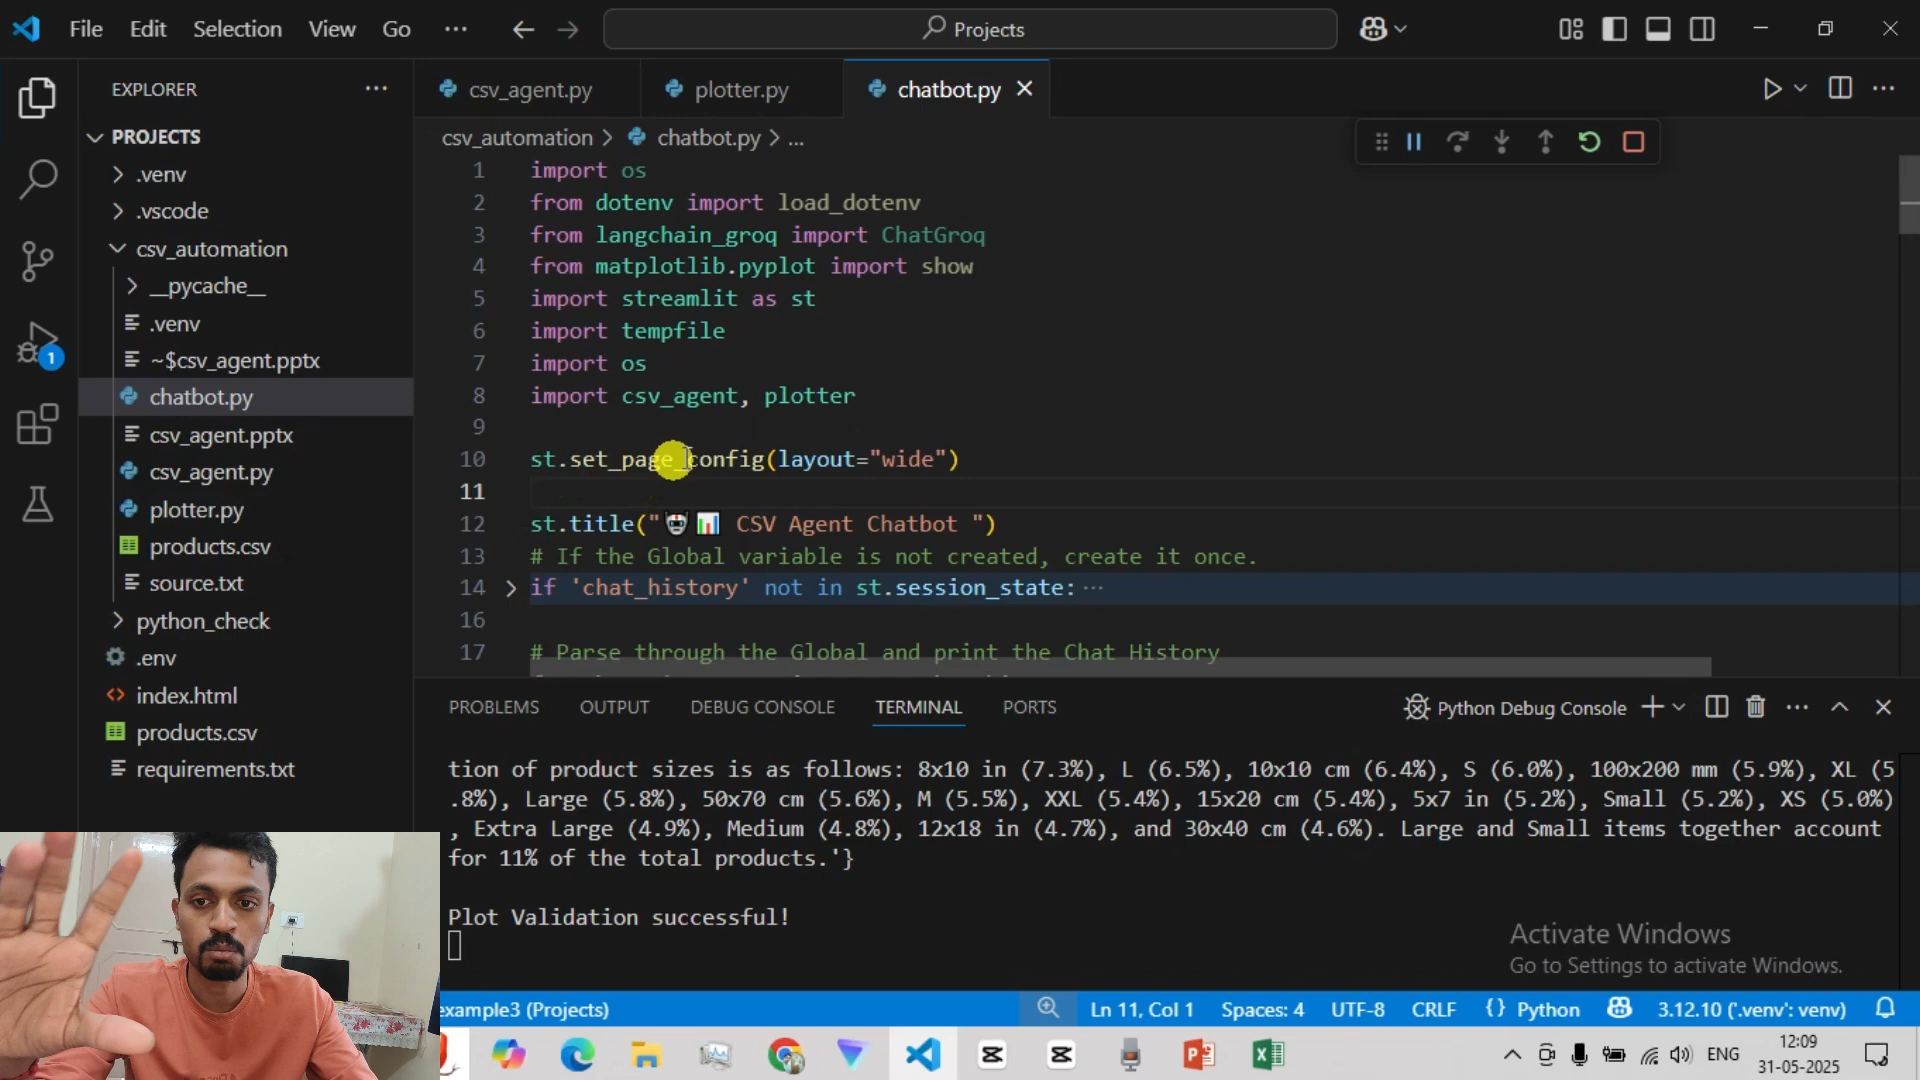 File Edit Selection View Go ··· Projects
EXPLORER ···
csv_agent.py plotter.py chatbot.py
PROJECTS
csv_automation > chatbot.py > ...
.venv
.vscode
csv_automation
__pycache__
.venv
~$csv_agent.pptx
chatbot.py
csv_agent.pptx
csv_agent.py
plotter.py
products.csv
source.txt
python_check
.env
index.html
products.csv
requirements.txt
1
1 import os
2 from dotenv import load_dotenv
3 from langchain_groq import ChatGroq
4 from matplotlib.pyplot import show
5 import streamlit as st
6 import tempfile
7 import os
8 import csv_agent, plotter
9
10 st.set_page_config(layout="wide")
11
12 st.title("🤖📊 CSV Agent Chatbot ")
13 # If the Global variable is not created, create it once.
14 if 'chat_history' not in st.session_state: ···
16
17 # Parse through the Global and print the Chat History
PROBLEMS OUTPUT DEBUG CONSOLE TERMINAL PORTS Python Debug Console
tion of product sizes is as follows: 8x10 in (7.3%), L (6.5%), 10x10 cm (6.4%), S (6.0%), 100x200 mm (5.9%), XL (5
.8%), Large (5.8%), 50x70 cm (5.6%), M (5.5%), XXL (5.4%), 15x20 cm (5.4%), 5x7 in (5.2%), Small (5.2%), XS (5.0%)
, Extra Large (4.9%), Medium (4.8%), 12x18 in (4.7%), and 30x40 cm (4.6%). Large and Small items together account
for 11% of the total products.'}
Plot Validation successful!
Activate Windows
Go to Settings to activate Windows.
example3 (Projects) Ln 11, Col 1 Spaces: 4 UTF-8 CRLF {} Python 3.12.10 ('.venv': venv)
ENG 12:09
31-05-2025